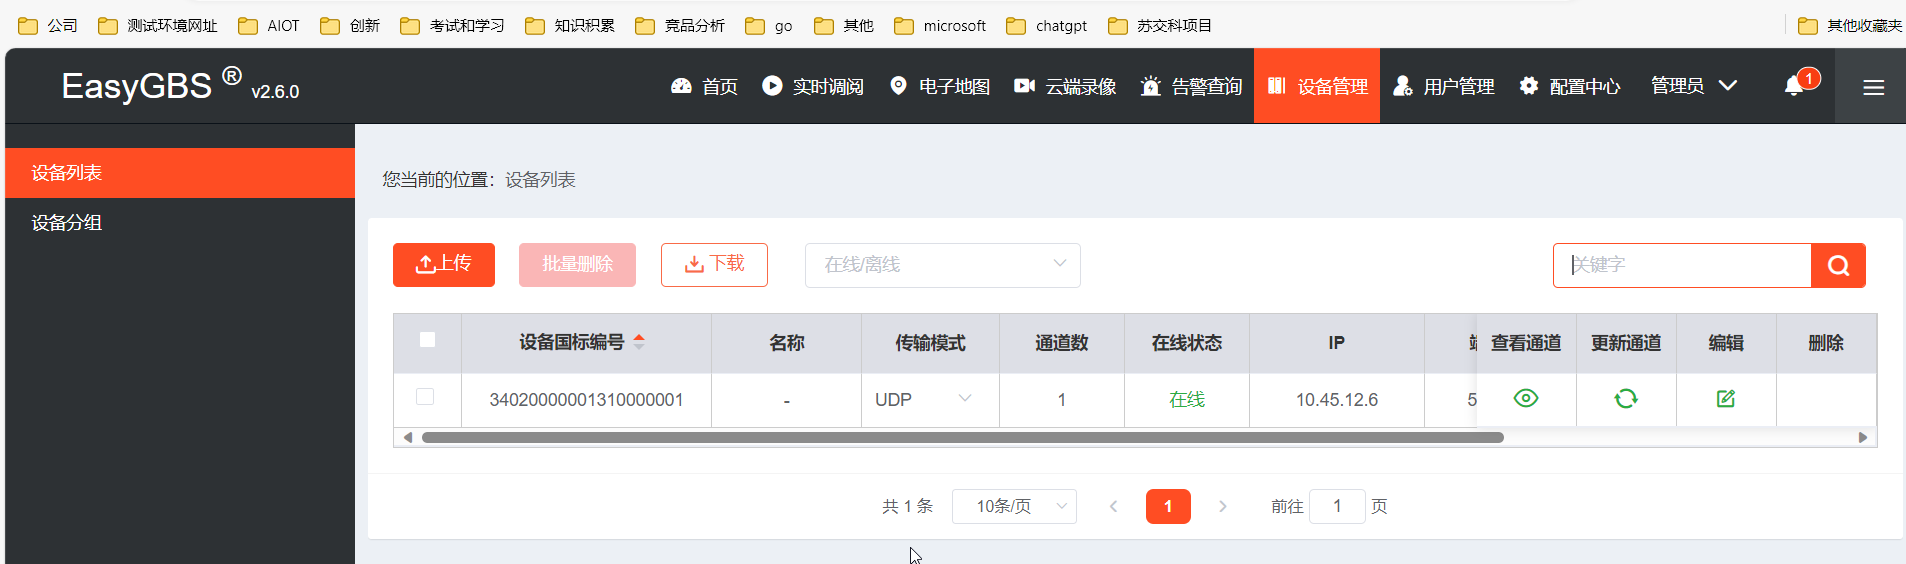 公司 测试环境网址 AIOT 创新 考试和学习 知识积累 竞品分析 go 其他 microsoft chatgpt 苏交科项目 其他收藏夹
EasyGBS ® v2.6.0 首页 实时调阅 电子地图 云端录像 告警查询 设备管理 用户管理 配置中心 管理员 1
设备列表
设备分组
您当前的位置：设备列表
上传 批量删除 下载 在线/离线 关键字
设备国标编号 名称 传输模式 通道数 在线状态 IP 查看通道 更新通道 编辑 删除
34020000001310000001 - UDP 1 在线 10.45.12.6 5
共 1 条 10条/页 1 前往 1 页